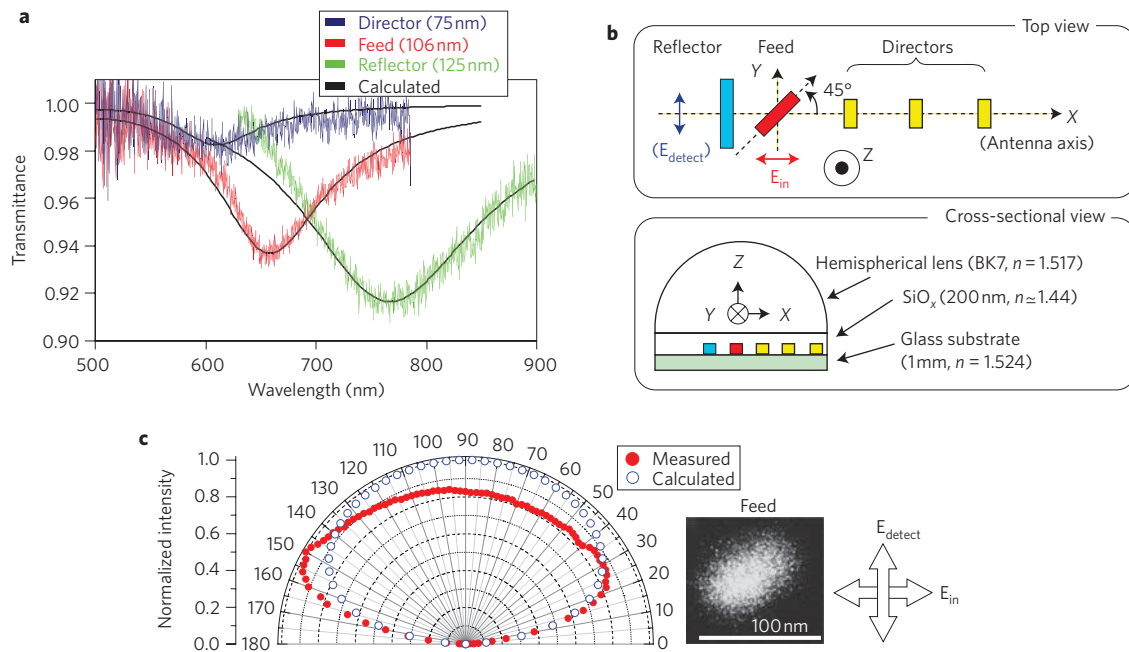 a
Director (75 nm)
Feed (106 nm)
Reflector (125 nm)
Calculated
1.00
0.98
0.96
0.94
0.92
0.90
Transmittance
500
600
700
800
900
Wavelength (nm)
b
Top view
Reflector
Feed
Directors
Y
45°
X
(E_detect)
E_in
Z
(Antenna axis)
Cross-sectional view
Hemispherical lens (BK7, n = 1.517)
Z
SiOₓ (200 nm, n ≃ 1.44)
Y
X
Glass substrate
(1 mm, n = 1.524)
c
Normalized intensity
1.0
0.8
0.6
0.4
0.2
0.0
180
170
160
150
140
130
120
110
100
90
80
70
60
50
40
30
20
10
0
Measured
Calculated
Feed
100 nm
E_detect
E_in